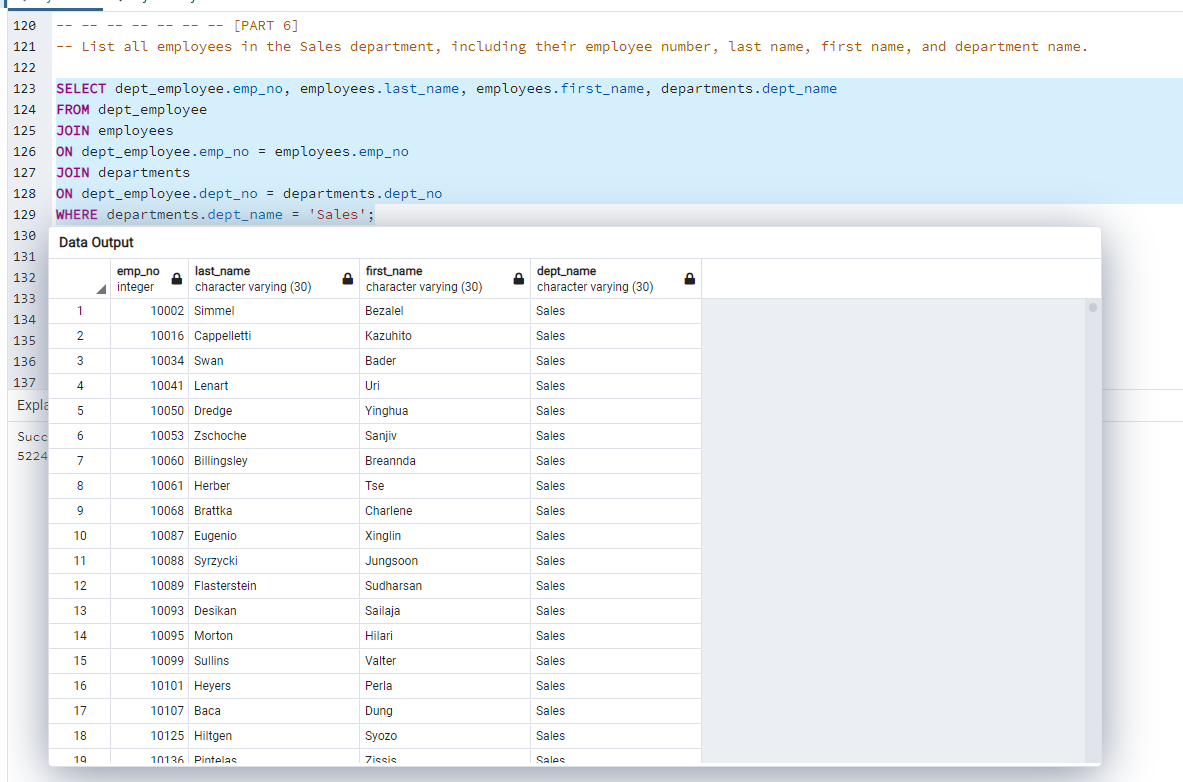 120 -- -- -- -- -- -- -- [PART 6]
121 -- List all employees in the Sales department, including their employee number, last name, first name, and department name.
122
123 SELECT dept_employee.emp_no, employees.last_name, employees.first_name, departments.dept_name
124 FROM dept_employee
125 JOIN employees
126 ON dept_employee.emp_no = employees.emp_no
127 JOIN departments
128 ON dept_employee.dept_no = departments.dept_no
129 WHERE departments.dept_name = 'Sales';
130
131
132
133
134
135
136
137
Expla
Succ
5224
Data Output
emp_no last_name first_name dept_name
integer character varying (30) character varying (30) character varying (30)
1 10002 Simmel Bezalel Sales
2 10016 Cappelletti Kazuhito Sales
3 10034 Swan Bader Sales
4 10041 Lenart Uri Sales
5 10050 Dredge Yinghua Sales
6 10053 Zschoche Sanjiv Sales
7 10060 Billingsley Breannda Sales
8 10061 Herber Tse Sales
9 10068 Brattka Charlene Sales
10 10087 Eugenio Xinglin Sales
11 10088 Syrzycki Jungsoon Sales
12 10089 Flasterstein Sudharsan Sales
13 10093 Desikan Sailaja Sales
14 10095 Morton Hilari Sales
15 10099 Sullins Valter Sales
16 10101 Heyers Perla Sales
17 10107 Baca Dung Sales
18 10125 Hiltgen Syozo Sales
19 10136 Pintelas Zissis Sales